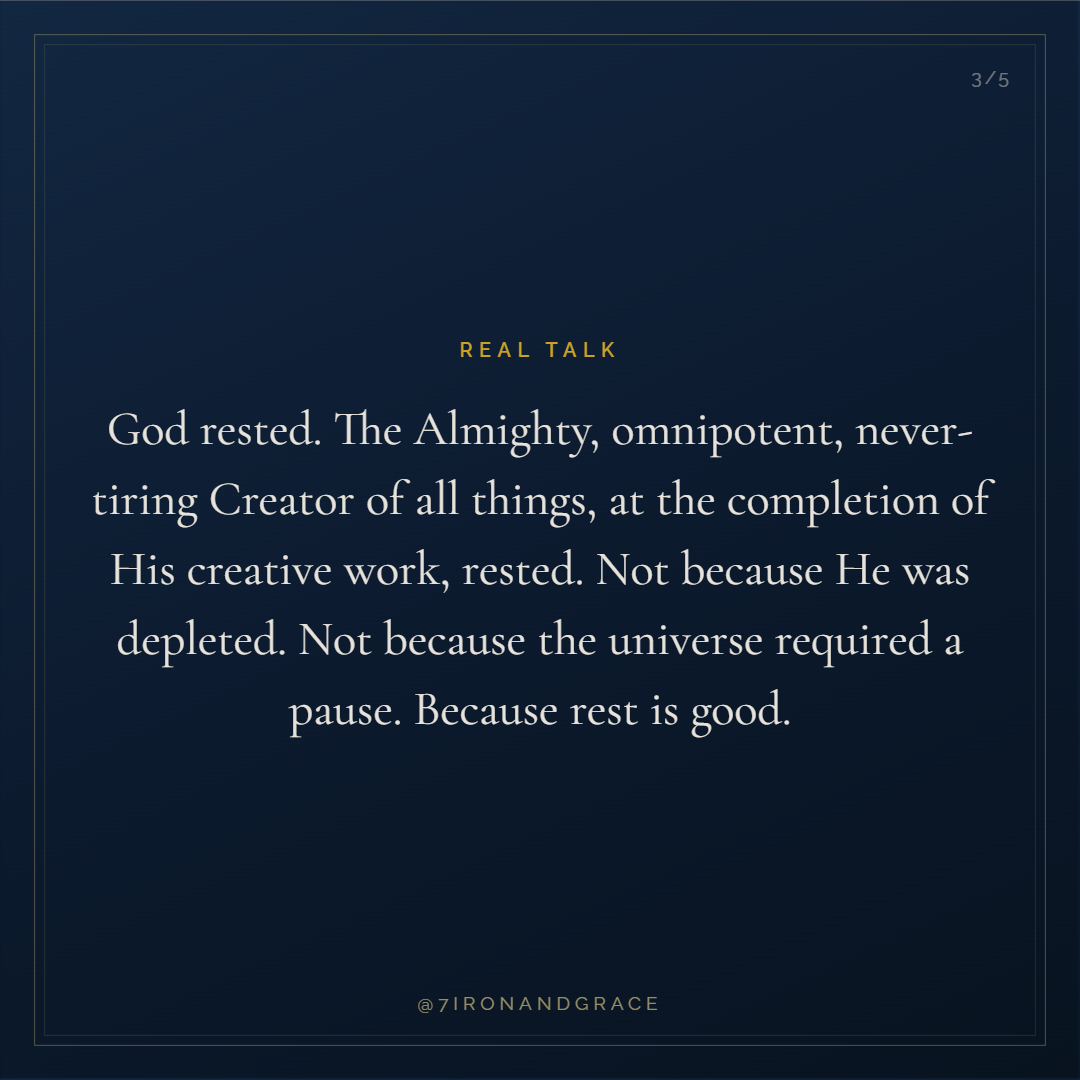 3/5
REAL TALK
God rested. The Almighty, omnipotent, never-
tiring Creator of all things, at the completion of
His creative work, rested. Not because He was
depleted. Not because the universe required a
pause. Because rest is good.
@7IRONANDGRACE